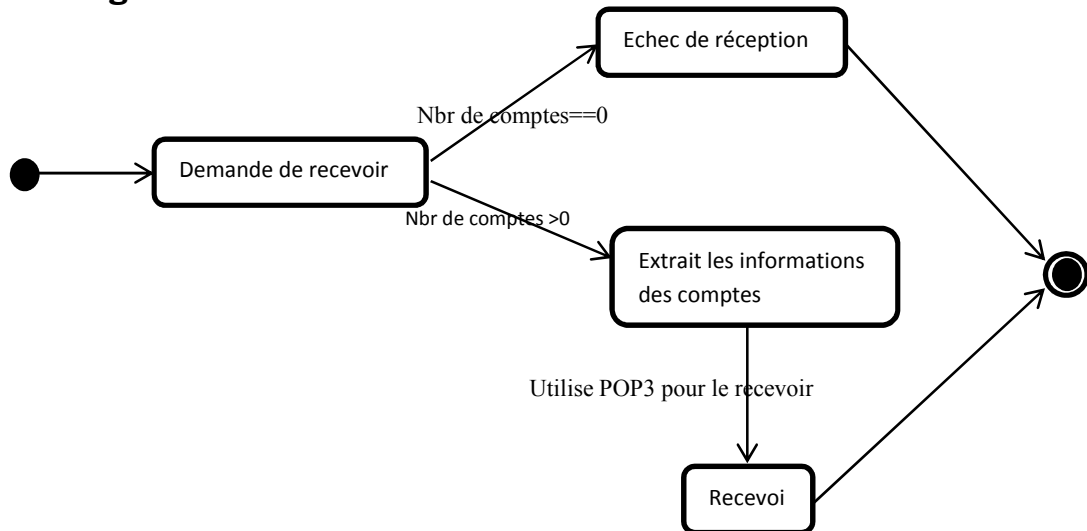 Echec de réception
Nbr de comptes==0
Demande de recevoir
Nbr de comptes >0
Extrait les informations
des comptes
Utilise POP3 pour le recevoir
Recevoi